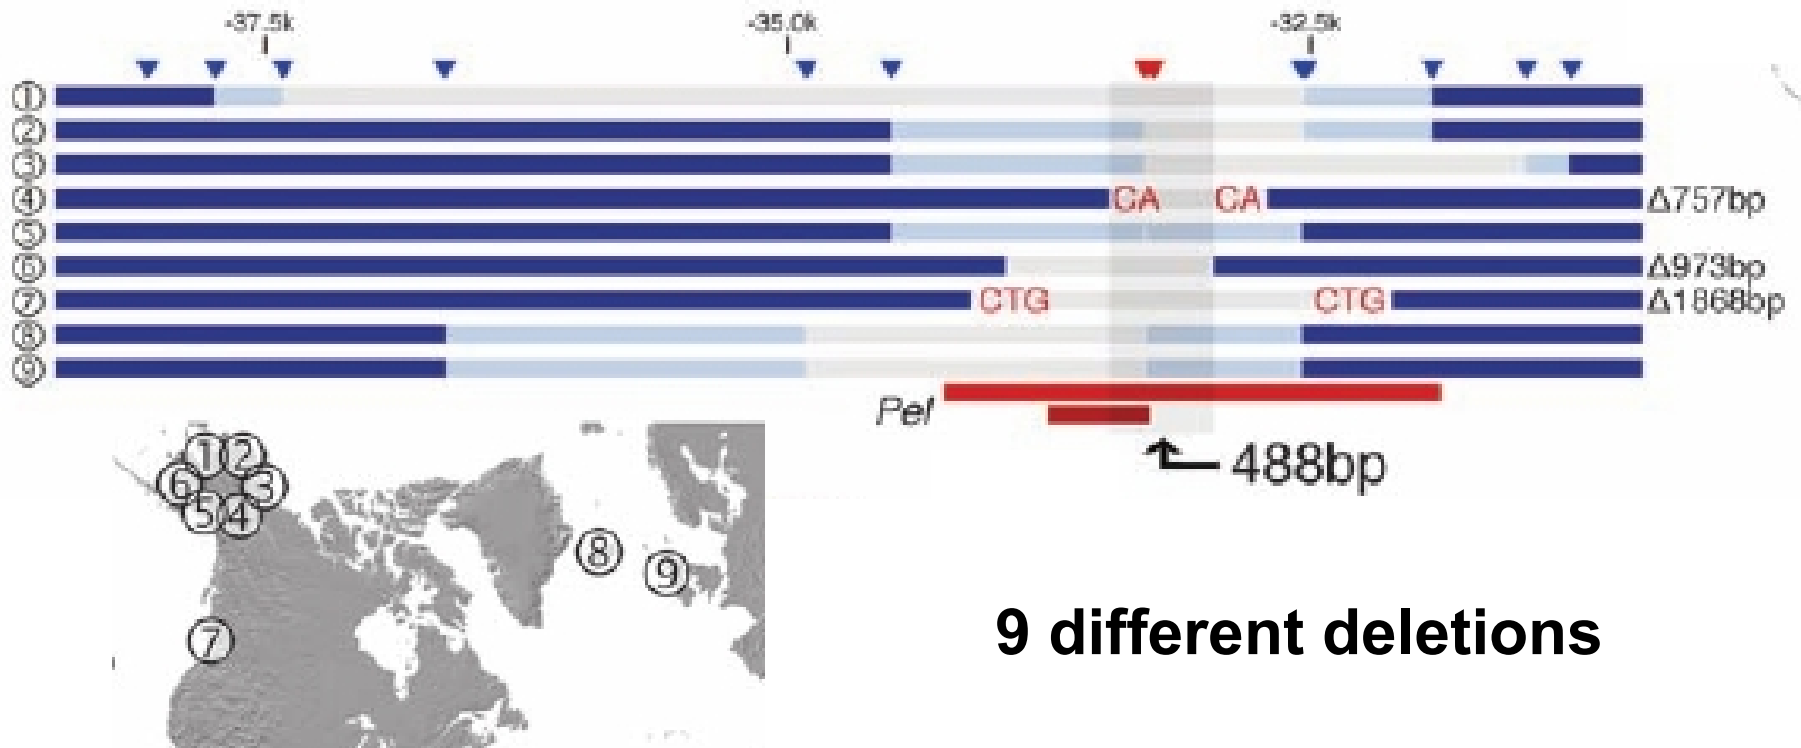 -37.5k -35.0k -32.5k
①
②
③
④ CA CA Δ757bp
⑤
⑥ Δ973bp
⑦ CTG CTG Δ1868bp
⑧
⑨
Pel
488bp
① ②
⑥ ③
⑤ ④
⑧
⑨
⑦
9 different deletions